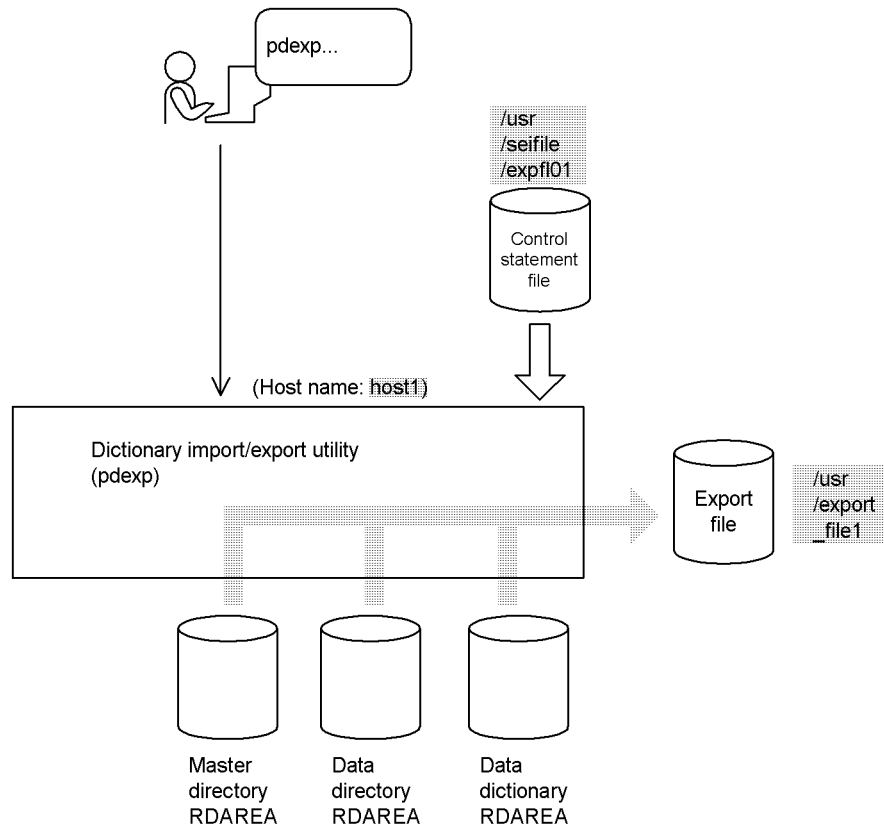 pdexp...
/usr
/seifile
/expfl01
Control
statement
file
(Host name: host1)
Dictionary import/export utility
(pdexp)
Export
file
/usr
/export
_file1
Master
directory
RDAREA
Data
directory
RDAREA
Data
dictionary
RDAREA